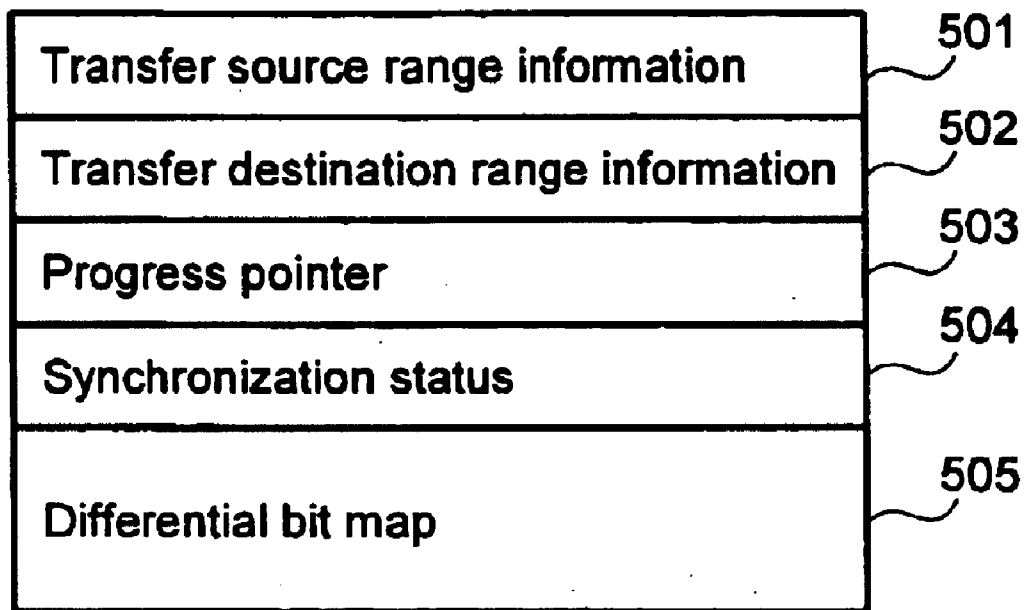 Transfer source range information 501
Transfer destination range information 502
Progress pointer 503
Synchronization status 504
Differential bit map 505